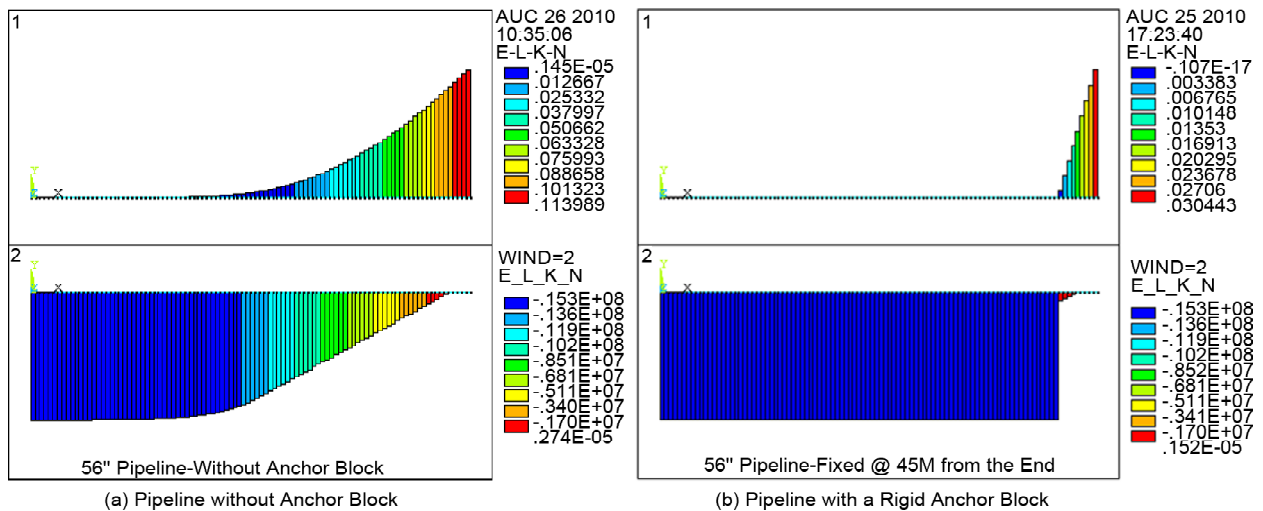 1
AUC 26 2010
10.35.06
E-L-K-N
.145E-05
.012667
.025332
.037997
.050662
.063328
.075993
.088658
.101323
.113989
Y
Z X
2
WIND=2
E_L_K_N
-.153E+08
-.136E+08
-.119E+08
-.102E+08
-.851E+07
-.681E+07
-.511E+07
-.340E+07
-.170E+07
.274E-05
Y
Z X
56" Pipeline-Without Anchor Block
(a) Pipeline without Anchor Block
1
AUC 25 2010
17.23.40
E-L-K-N
-.107E-17
.003383
.006765
.010148
.01353
.016913
.020295
.023678
.02706
.030443
Y
Z X
2
WIND=2
E_L_K_N
-.153E+08
-.136E+08
-.119E+08
-.102E+08
-.852E+07
-.681E+07
-.511E+07
-.341E+07
-.170E+07
.152E-05
Y
Z X
56" Pipeline-Fixed @ 45M from the End
(b) Pipeline with a Rigid Anchor Block